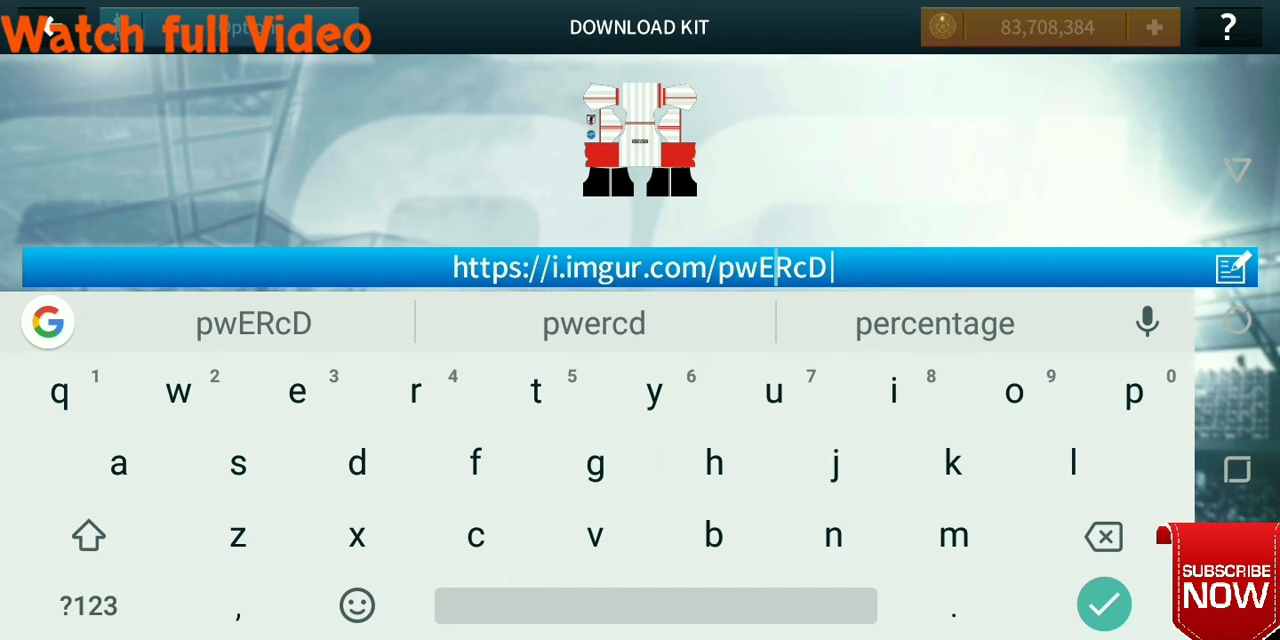 Watch full Video
DOWNLOAD KIT
83,708,384 +
?
https://i.imgur.com/pwERcD
G
pwERcD
pwercd
percentage
q 1 w 2 e 3 r 4 t 5 y 6 u 7 i 8 o 9 p 0
a s d f g h j k l
z x c v b n m
?123 , .
SUBSCRIBE
NOW